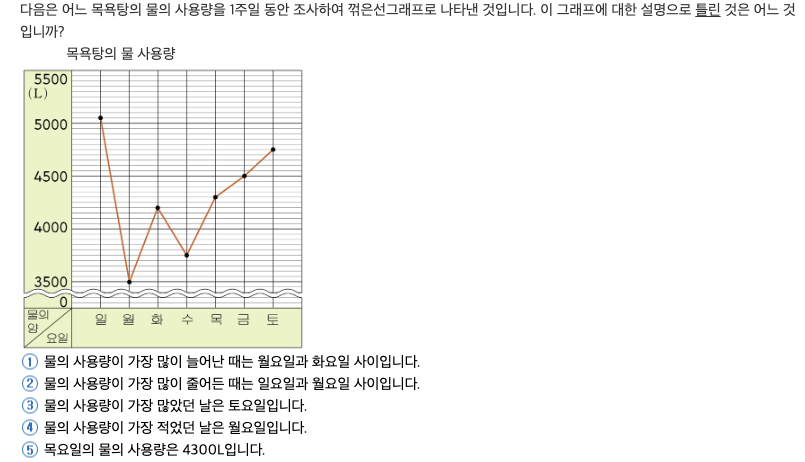 다음은 어느 목욕탕의 물의 사용량을 1주일 동안 조사하여 꺾은선그래프로 나타낸 것입니다. 이 그래프에 대한 설명으로 틀린 것은 어느 것
입니까?
목욕탕의 물 사용량
5500
(L)
5000
4500
4000
3500
0
물의
양
요일
일 월 화 수 목 금 토
① 물의 사용량이 가장 많이 늘어난 때는 월요일과 화요일 사이입니다.
② 물의 사용량이 가장 많이 줄어든 때는 일요일과 월요일 사이입니다.
③ 물의 사용량이 가장 많았던 날은 토요일입니다.
④ 물의 사용량이 가장 적었던 날은 월요일입니다.
⑤ 목요일의 물의 사용량은 4300L입니다.